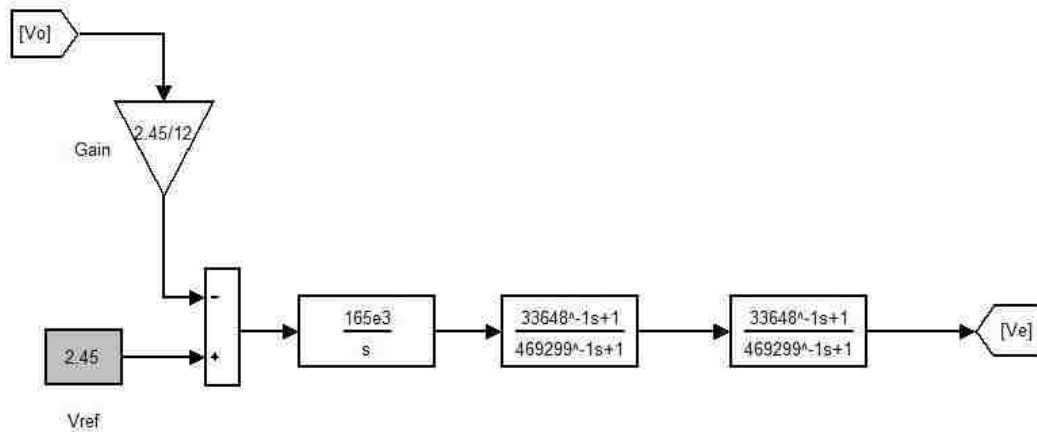 [Vo]
2.45/12
Gain
-
+
2.45
Vref
165e3
s
33648^-1s+1
469299^-1s+1
33648^-1s+1
469299^-1s+1
[Ve]